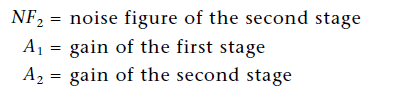 NF₂ = noise figure of the second stage
A₁ = gain of the first stage
A₂ = gain of the second stage